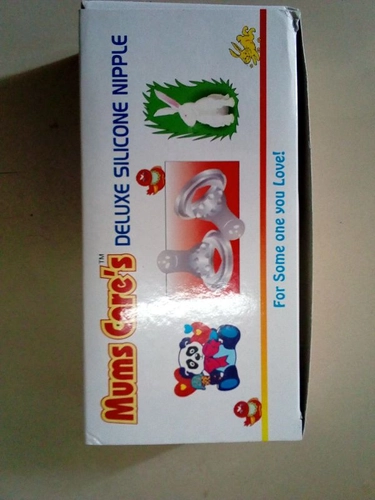 Mums Care's™
DELUXE SILICONE NIPPLE
For Some one you Love!